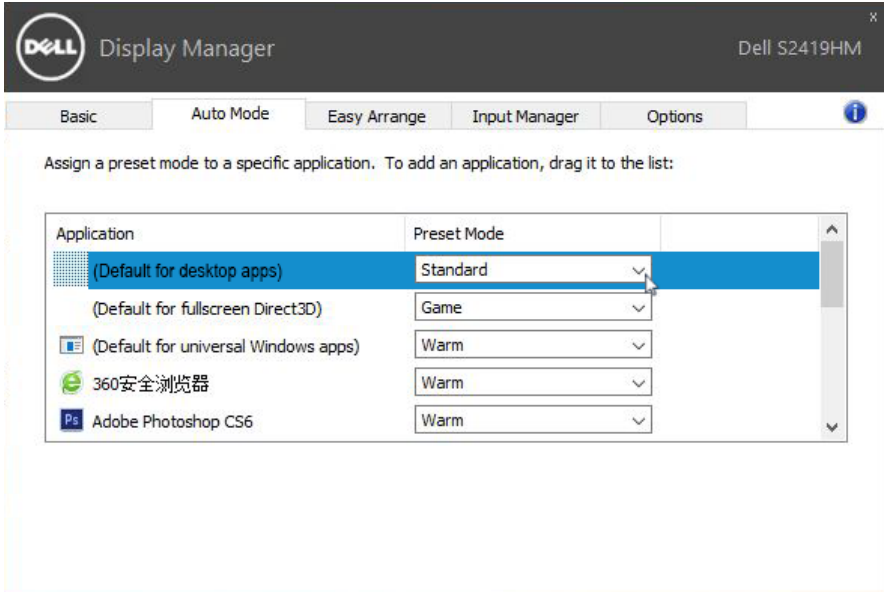 DELL
Display Manager
x
Dell S2419HM
Basic
Auto Mode
Easy Arrange
Input Manager
Options
i
Assign a preset mode to a specific application. To add an application, drag it to the list:
Application
Preset Mode
(Default for desktop apps)
Standard
(Default for fullscreen Direct3D)
Game
(Default for universal Windows apps)
Warm
360安全浏览器
Warm
Ps
Adobe Photoshop CS6
Warm